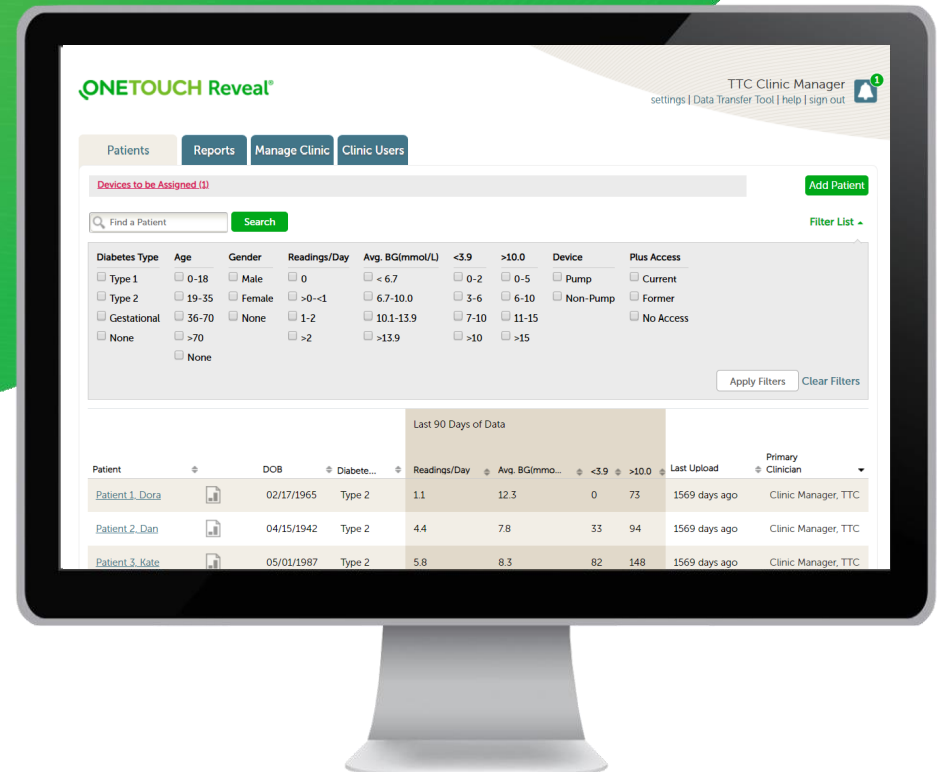 ONETOUCH Reveal®
TTC Clinic Manager
1
settings | Data Transfer Tool | help | sign out
Patients Reports Manage Clinic Clinic Users
Devices to be Assigned (1)
Add Patient
Find a Patient Search Filter List
Diabetes Type Age Gender Readings/Day Avg. BG(mmol/L) <3.9 >10.0 Device Plus Access
Type 1 0-18 Male 0 < 6.7 0-2 0-5 Pump Current
Type 2 19-35 Female >0-<1 6.7-10.0 3-6 6-10 Non-Pump Former
Gestational 36-70 None 1-2 10.1-13.9 7-10 11-15 No Access
None >70 >2 >13.9 >10 >15
None
Apply Filters Clear Filters
Last 90 Days of Data
Patient DOB Diabete... Readings/Day Avg. BG(mmo... <3.9 >10.0 Last Upload Primary Clinician
Patient 1, Dora 02/17/1965 Type 2 1.1 12.3 0 73 1569 days ago Clinic Manager, TTC
Patient 2, Dan 04/15/1942 Type 2 4.4 7.8 33 94 1569 days ago Clinic Manager, TTC
Patient 3, Kate 05/01/1987 Type 2 5.8 8.3 82 148 1569 days ago Clinic Manager, TTC